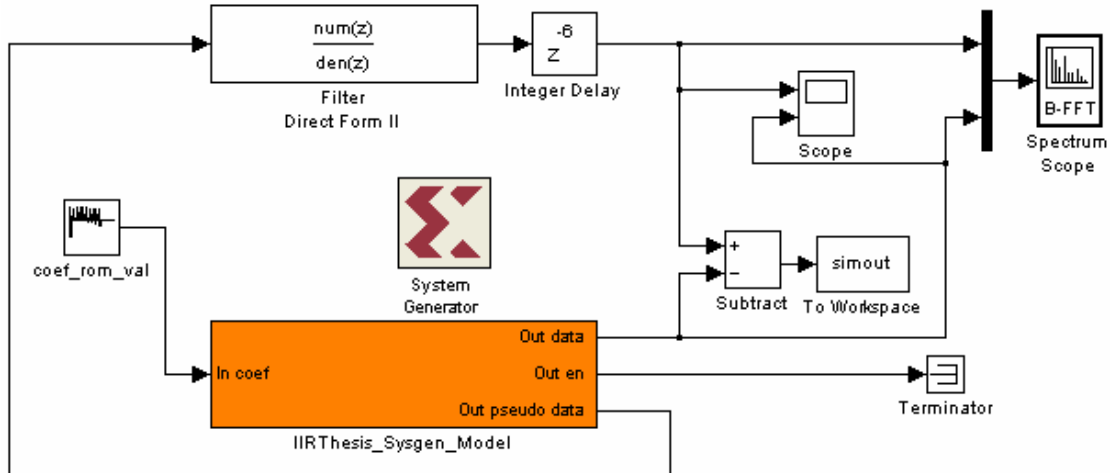 num(z)
den(z)
Filter
Direct Form II
-6
Z
Integer Delay
Scope
B-FFT
Spectrum
Scope
coef_rom_val
System
Generator
+
−
Subtract
simout
To Workspace
In coef
Out data
Out en
Out pseudo data
IIRThesis_Sysgen_Model
Terminator